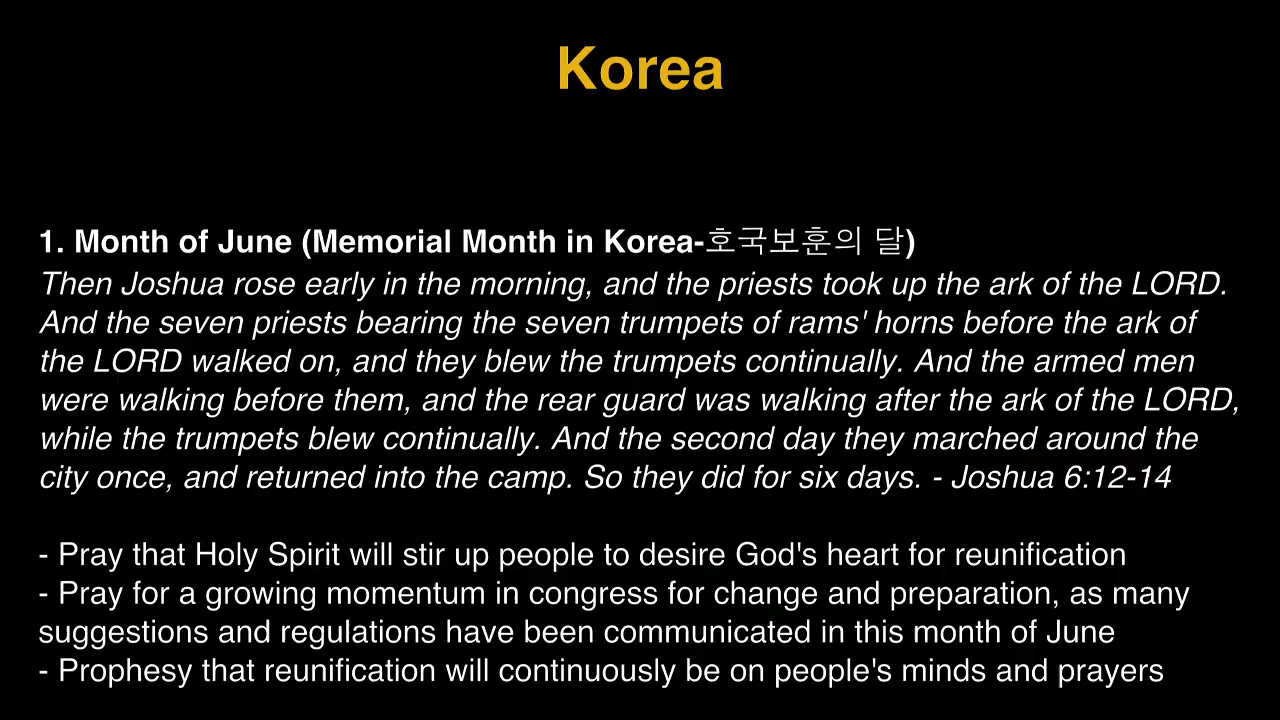 Korea
1. Month of June (Memorial Month in Korea-호국보훈의 달)
Then Joshua rose early in the morning, and the priests took up the ark of the LORD.
And the seven priests bearing the seven trumpets of rams' horns before the ark of
the LORD walked on, and they blew the trumpets continually. And the armed men
were walking before them, and the rear guard was walking after the ark of the LORD,
while the trumpets blew continually. And the second day they marched around the
city once, and returned into the camp. So they did for six days. - Joshua 6:12-14
- Pray that Holy Spirit will stir up people to desire God's heart for reunification
- Pray for a growing momentum in congress for change and preparation, as many
suggestions and regulations have been communicated in this month of June
- Prophesy that reunification will continuously be on people's minds and prayers